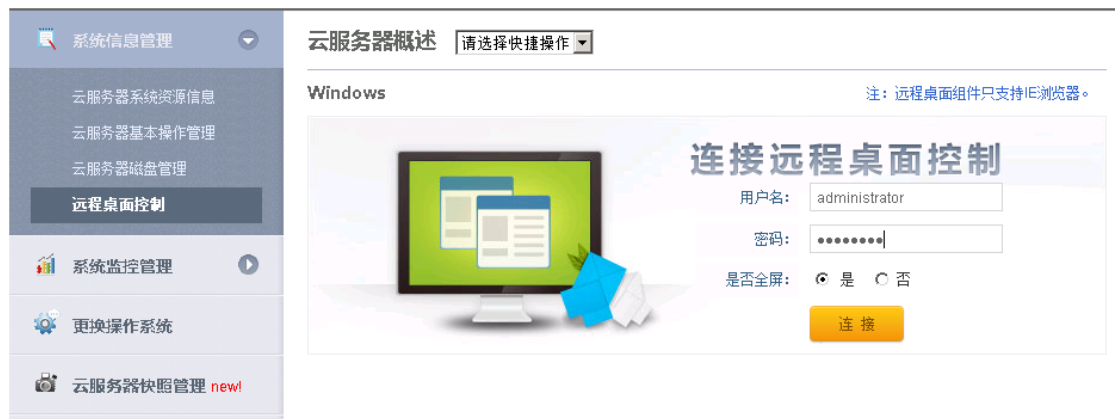 系统信息管理
云服务器系统资源信息
云服务器基本操作管理
云服务器磁盘管理
远程桌面控制
系统监控管理
更换操作系统
云服务器快照管理 new!
云服务器概述 请选择快捷操作
Windows 注：远程桌面组件只支持IE浏览器。
连接远程桌面控制
用户名： administrator
密码： ●●●●●●●●
是否全屏： 是 否
连 接